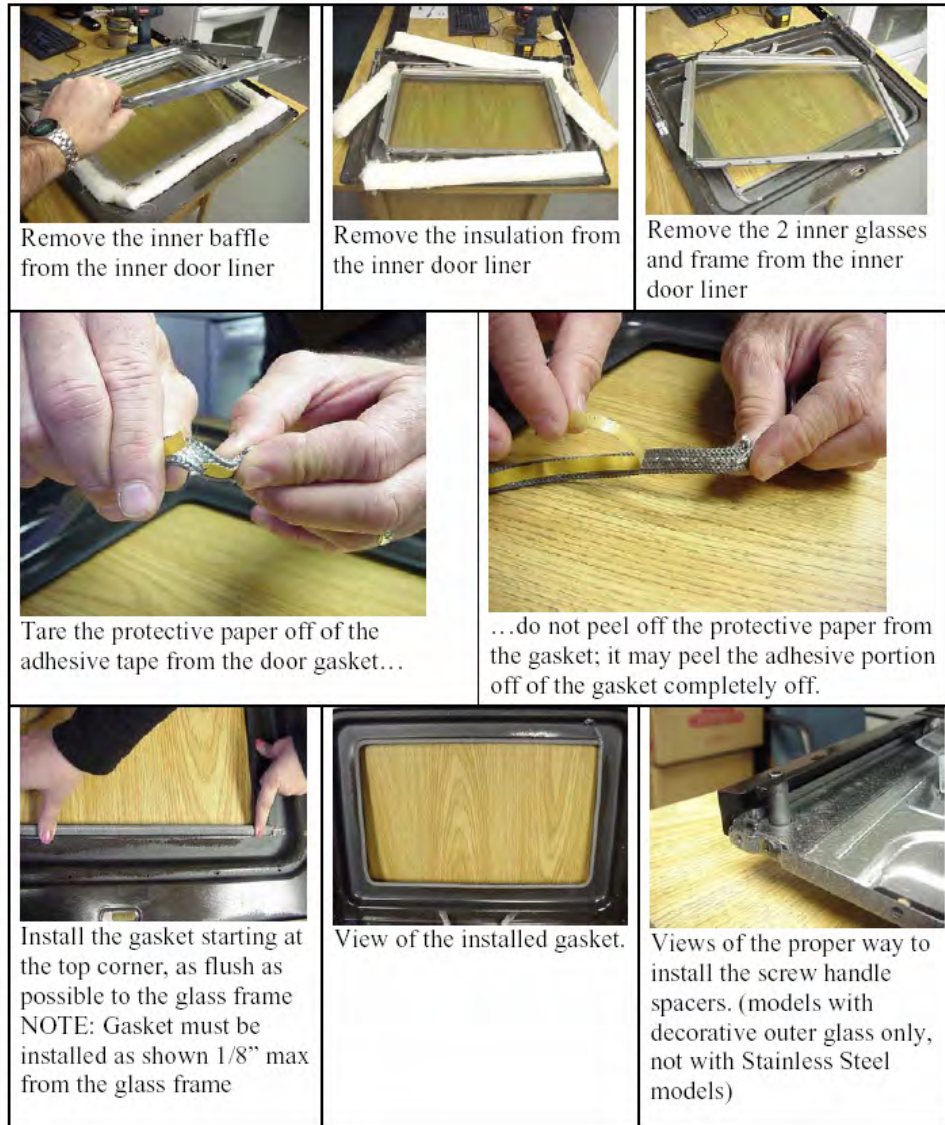 Remove the inner baffle
from the inner door liner
Remove the insulation from
the inner door liner
Remove the 2 inner glasses
and frame from the inner
door liner
Tare the protective paper off of the
adhesive tape from the door gasket…
…do not peel off the protective paper from
the gasket; it may peel the adhesive portion
off of the gasket completely off.
Install the gasket starting at
the top corner, as flush as
possible to the glass frame
NOTE: Gasket must be
installed as shown 1/8” max
from the glass frame
View of the installed gasket.
Views of the proper way to
install the screw handle
spacers. (models with
decorative outer glass only,
not with Stainless Steel
models)